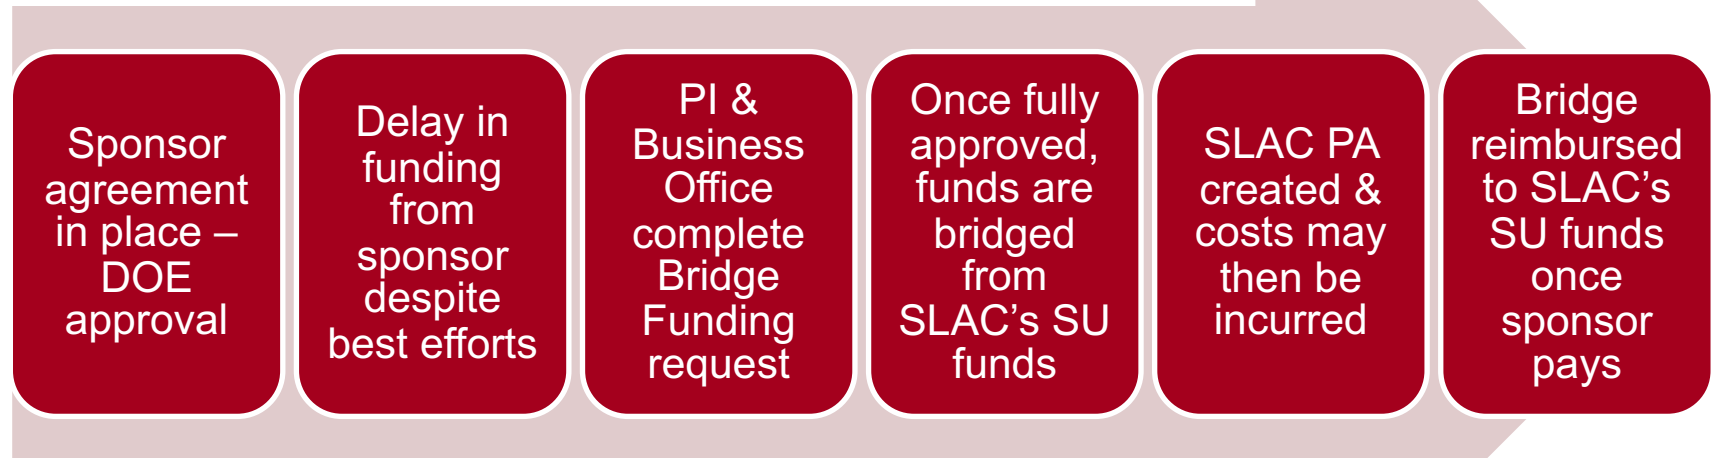 Sponsor
agreement
in place –
DOE
approval
Delay in
funding
from
sponsor
despite
best efforts
PI &
Business
Office
complete
Bridge
Funding
request
Once fully
approved,
funds are
bridged
from
SLAC’s SU
funds
SLAC PA
created &
costs may
then be
incurred
Bridge
reimbursed
to SLAC’s
SU funds
once
sponsor
pays